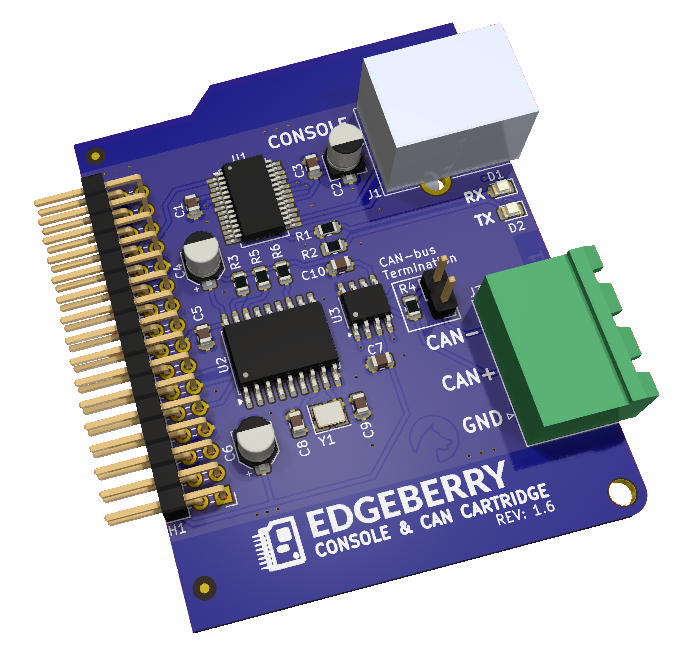 CONSOLE
U1
C3
C2
J1
D1
RX
TX
D2
C1
R1
R2
C10
C4
R3
R5
R6
CAN-bus
Termination
R4
C5
U3
U2
C7
CAN-
CAN+
GND
C6
C8
Y1
C9
H1
EDGEBERRY
CONSOLE & CAN CARTRIDGE
REV: 1.6